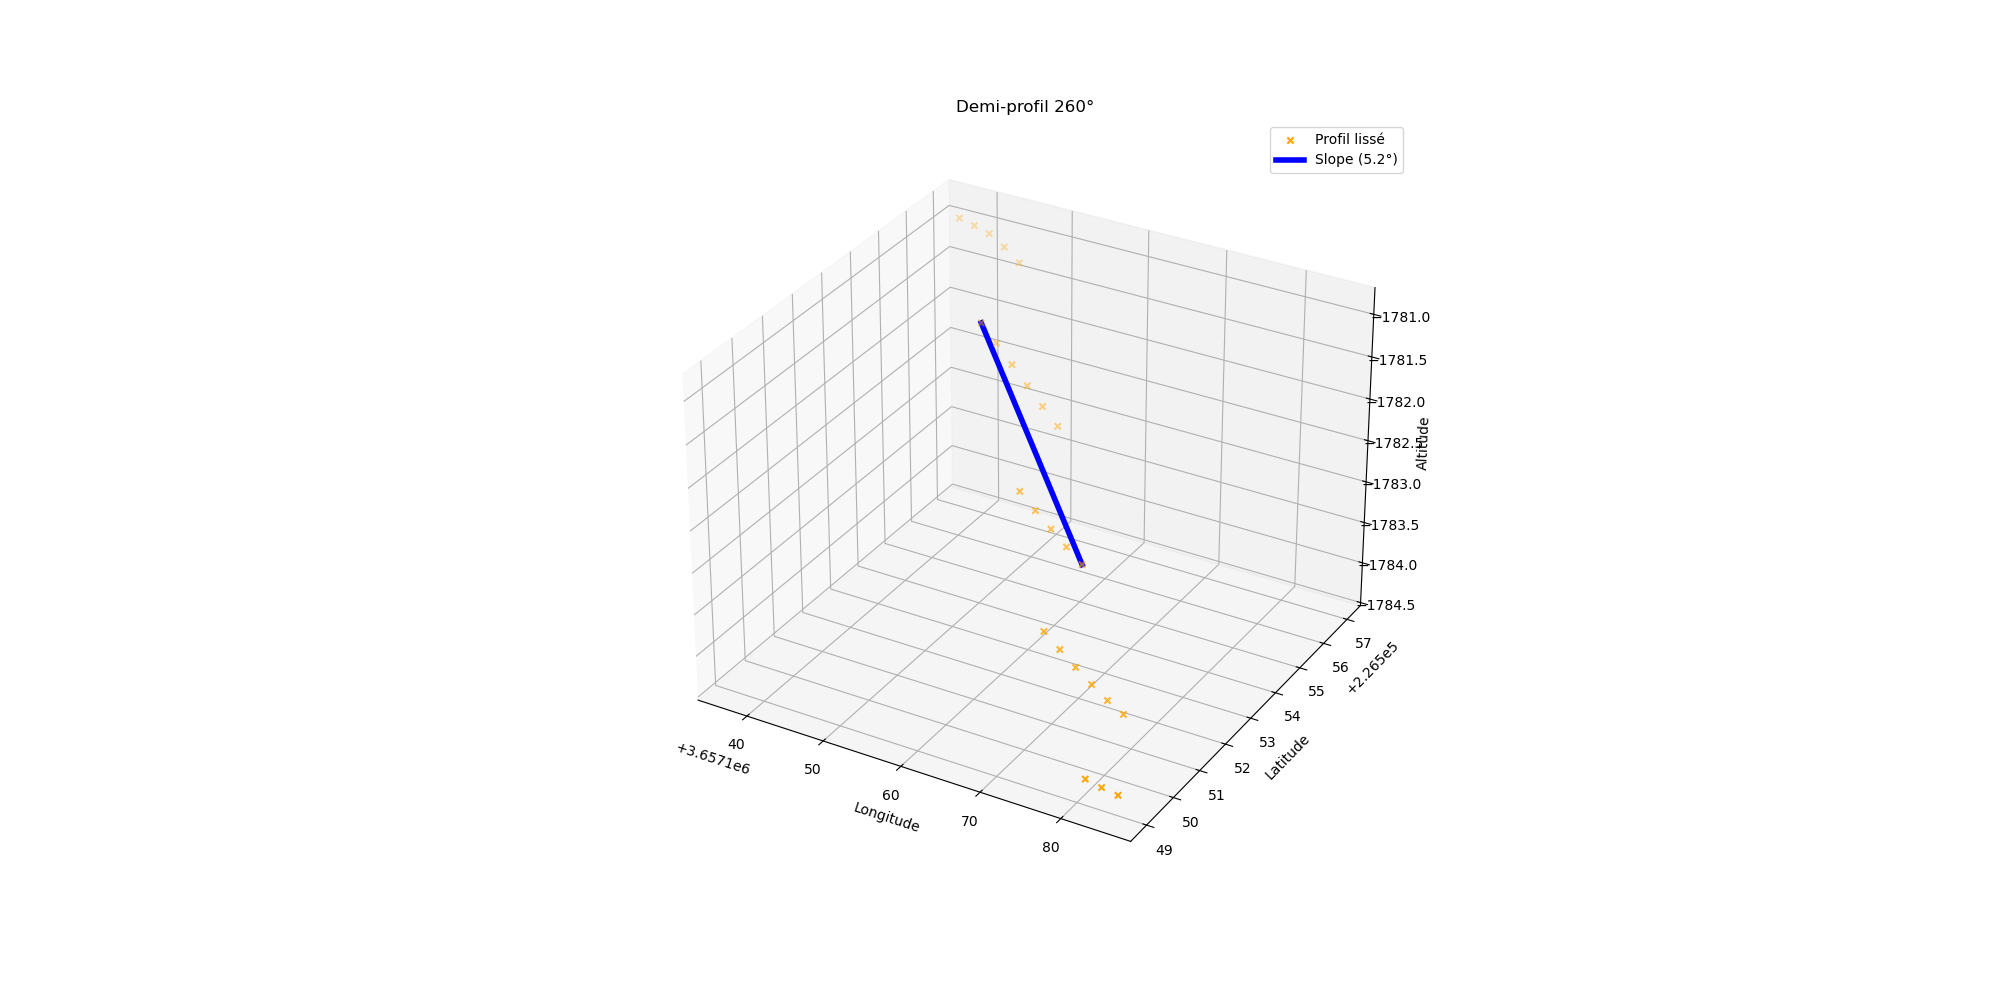 Demi-profil 260°
Profil lissé
Slope (5.2°)
−1781.0
−1781.5
−1782.0
−1782.5
−1783.0
−1783.5
−1784.0
−1784.5
Altitude
57
56
55
54
53
52
51
50
49
+2.265e5
Latitude
40
50
60
70
80
+3.6571e6
Longitude